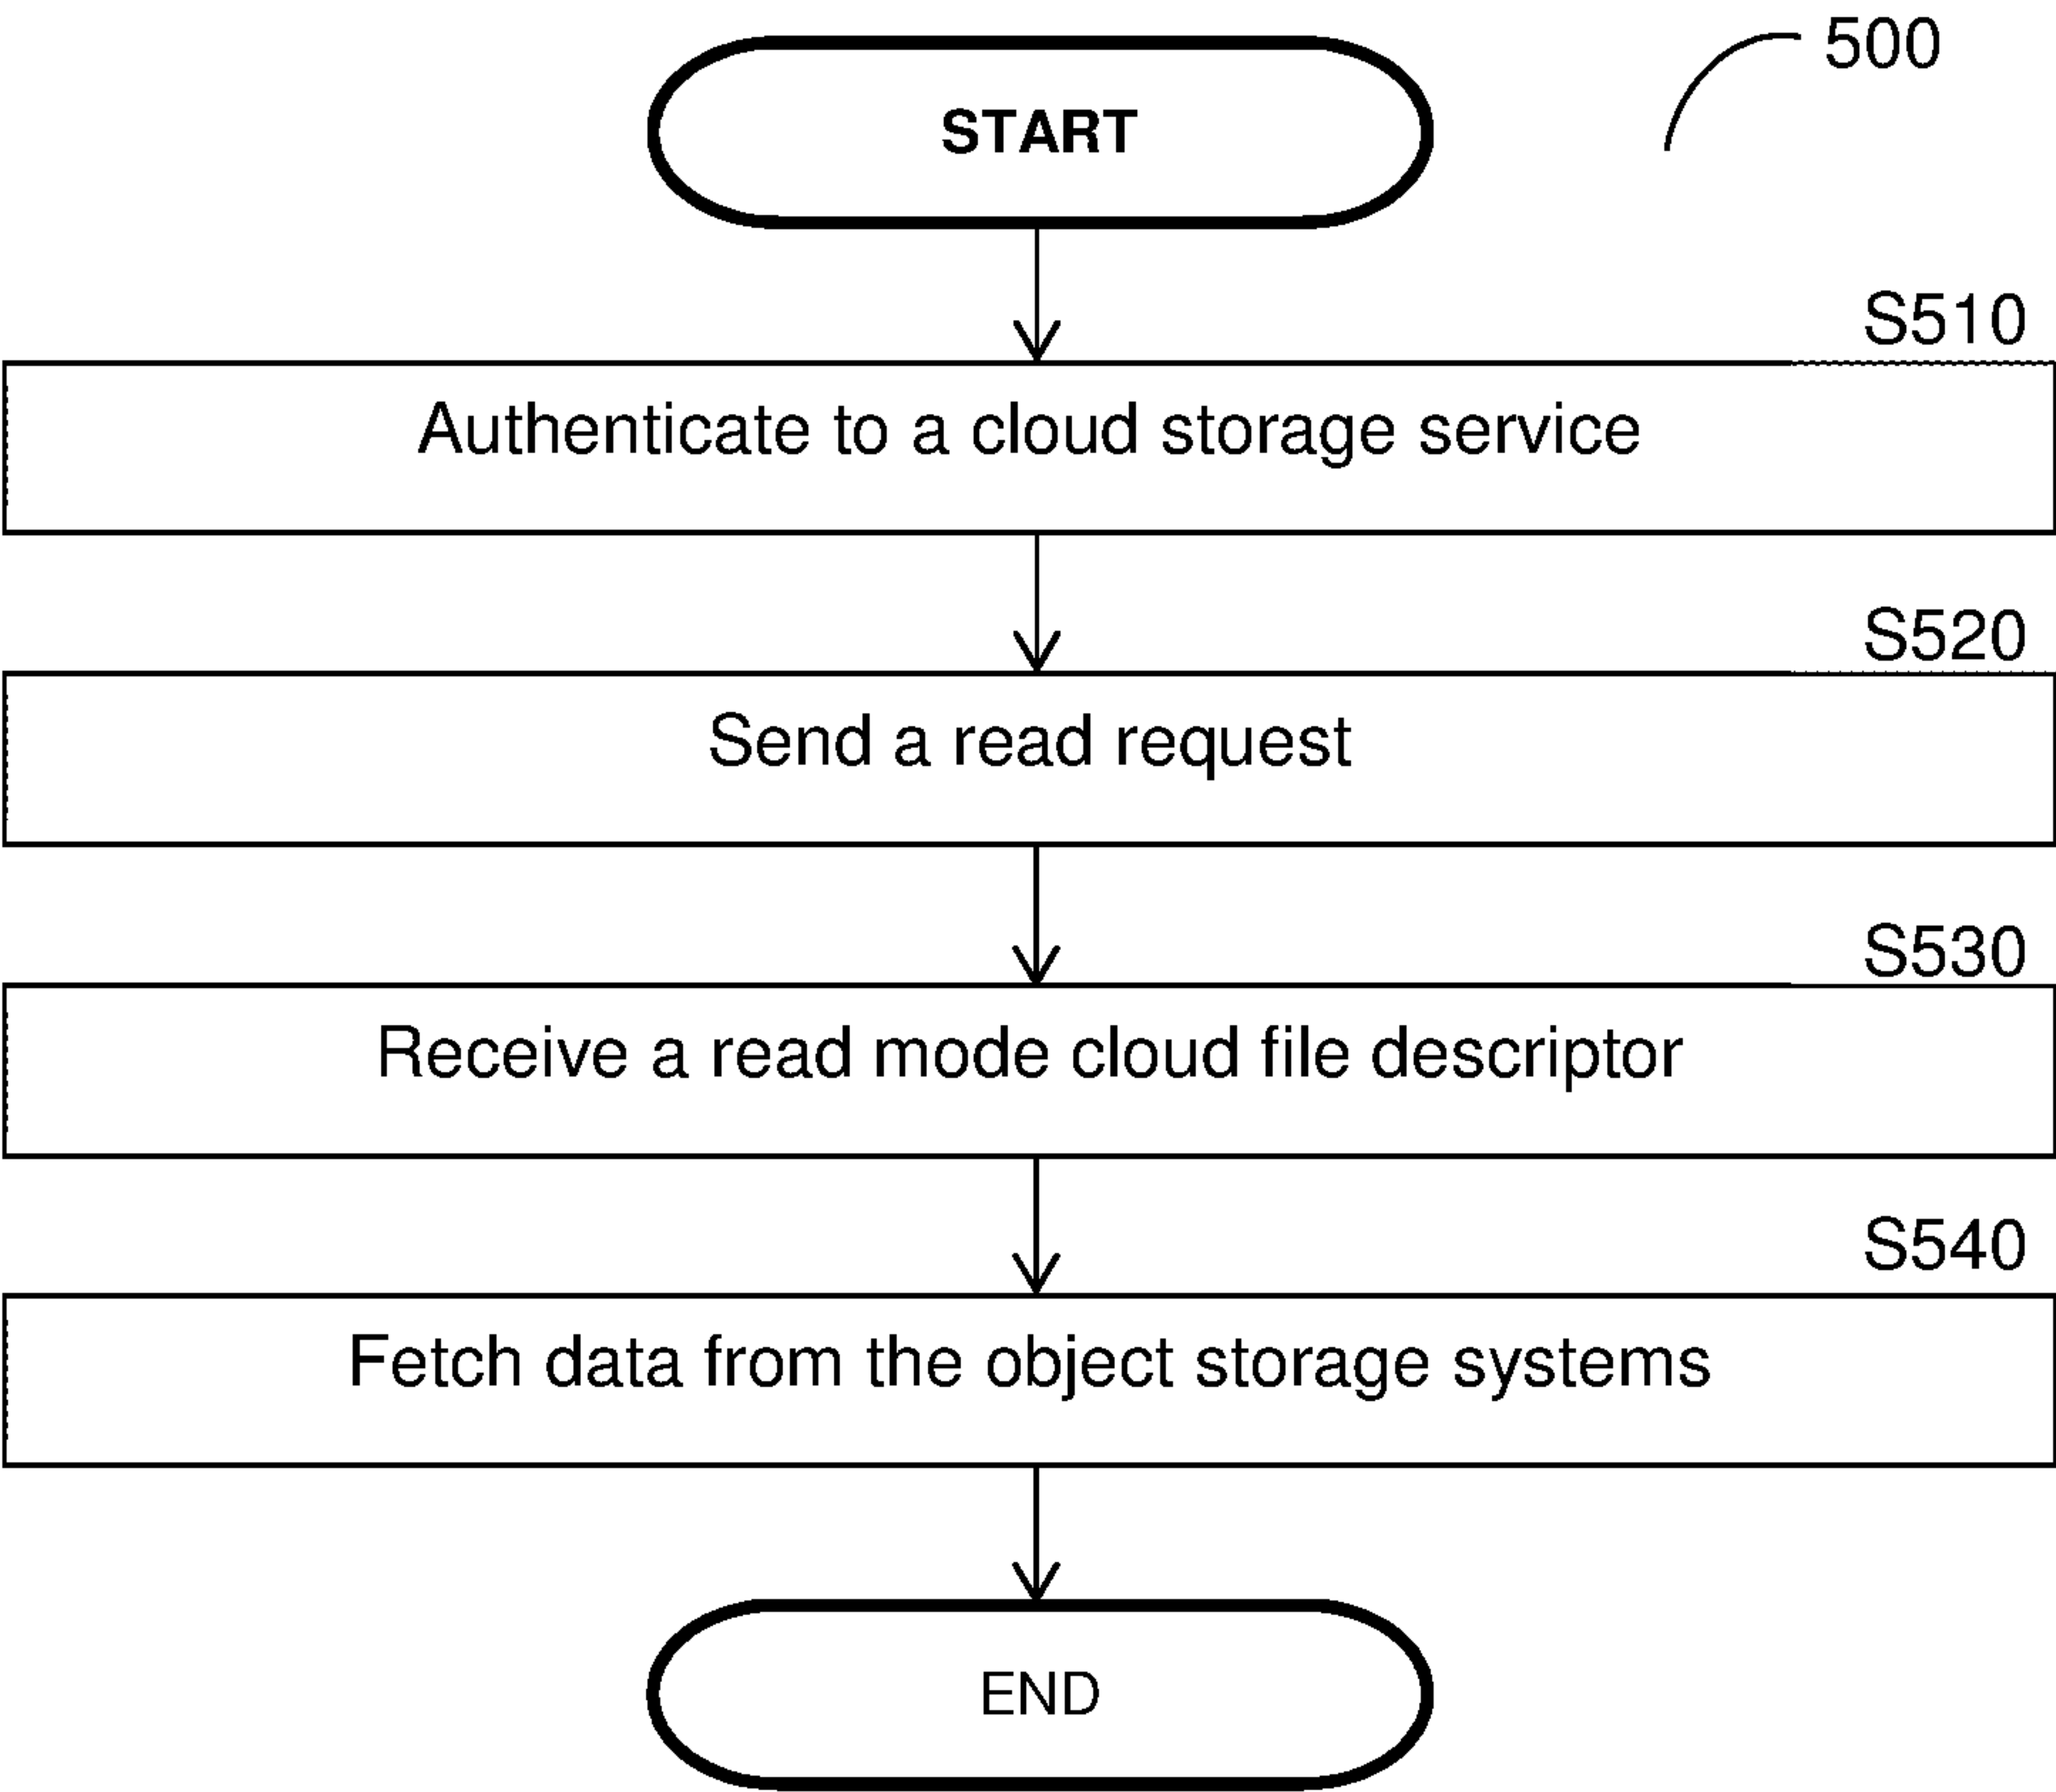 500
START
S510
Authenticate to a cloud storage service
S520
Send a read request
S530
Receive a read mode cloud file descriptor
S540
Fetch data from the object storage systems
END